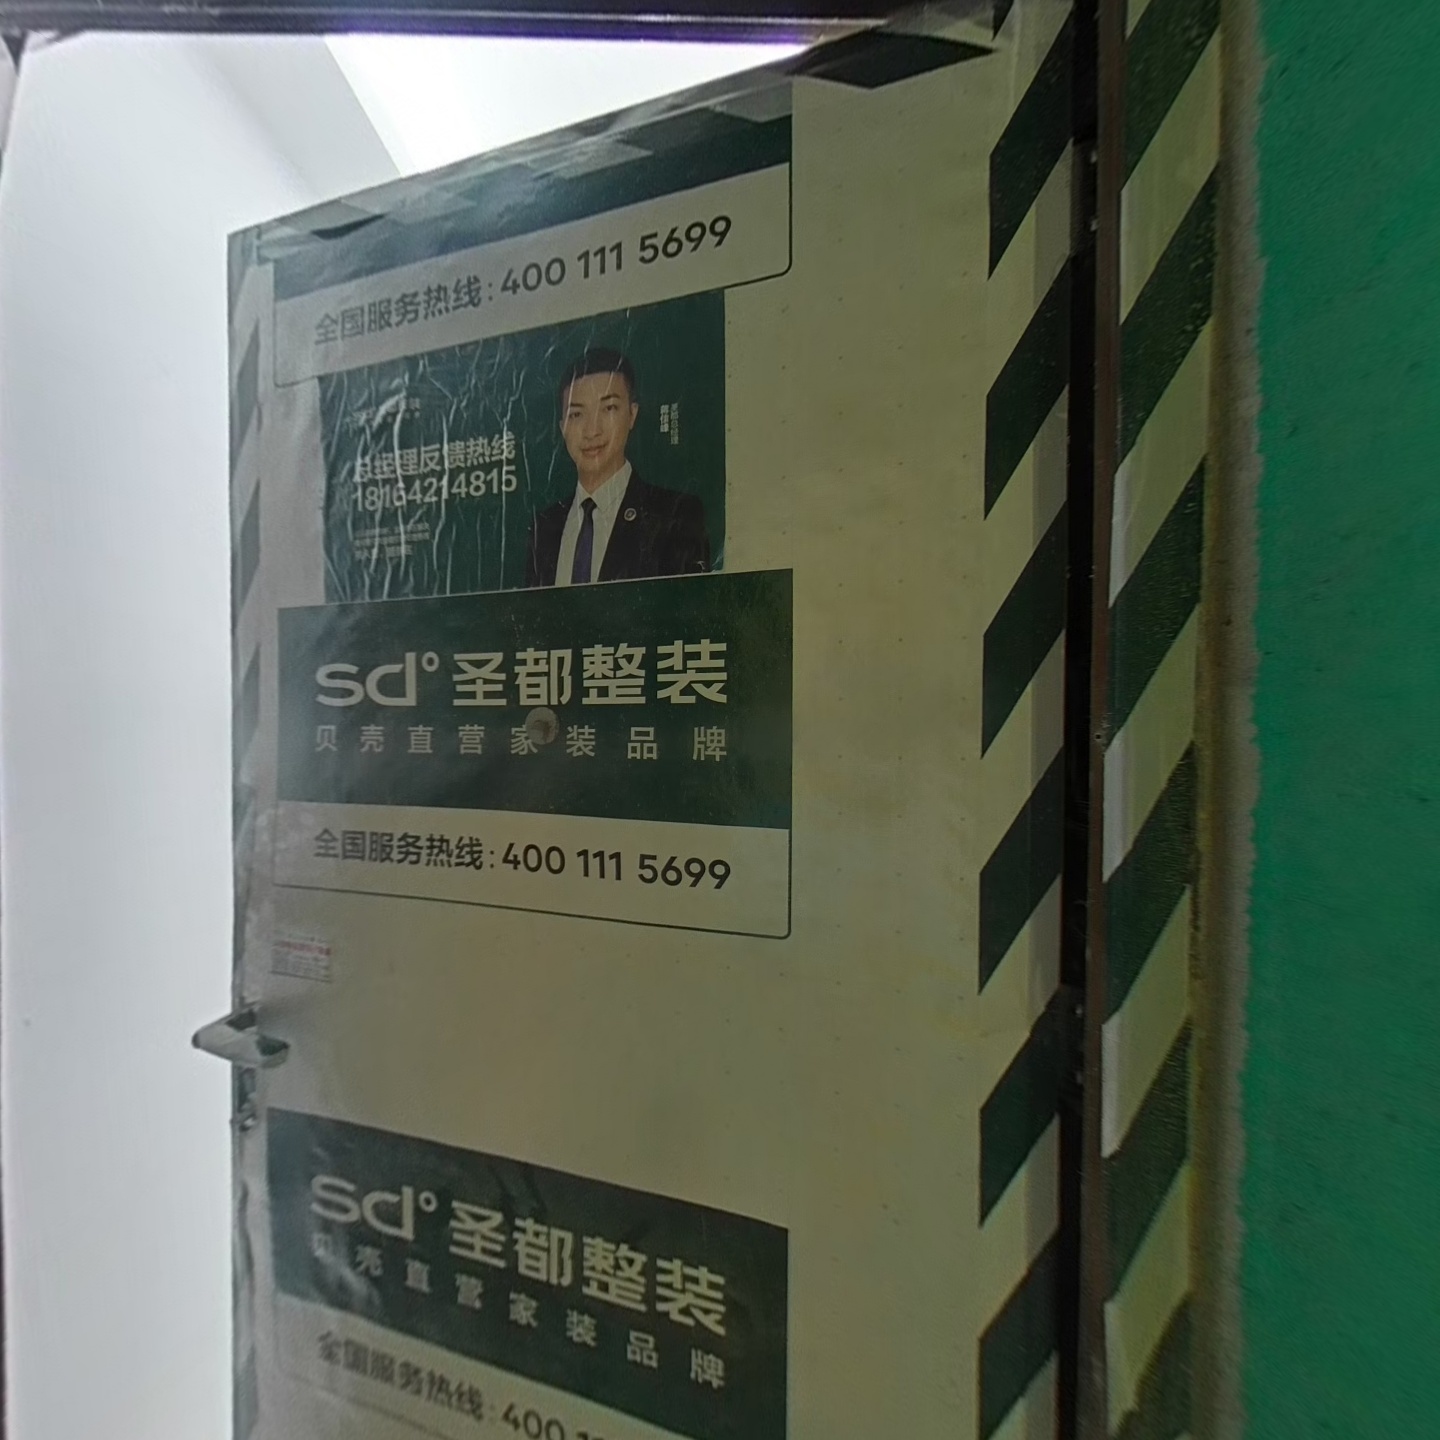 全国服务热线:400 111 5699
总经理反馈热线
18164214815
sd°圣都整装
贝壳直营家装品牌
全国服务热线:400 111 5699
sd°圣都整装
贝壳直营家装品牌
全国服务热线:400